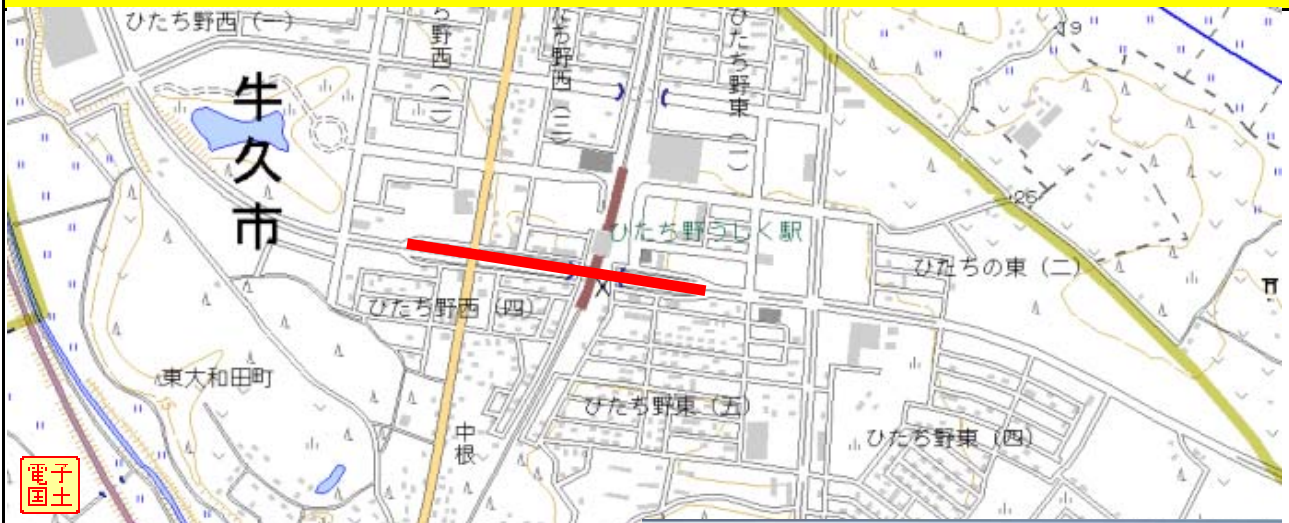 ひたち野西（一）
ち野西（二）
たち野西（三）
ひたち野東（一）
19
牛久市
25
ひたち野うしく駅
ひたちの東（二）
ひたち野西（四）
東大和田町
ひたち野東（五）
ひたち野東（四）
中根
電子
国土